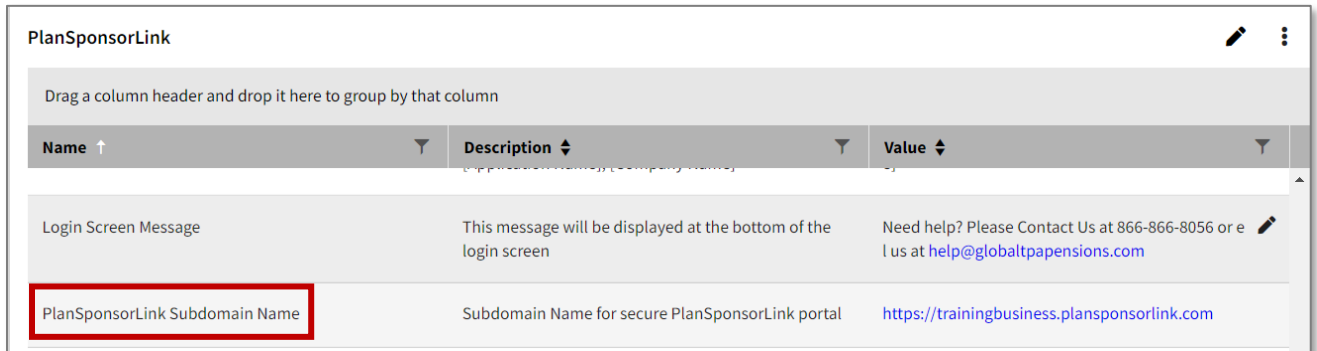 PlanSponsorLink
Drag a column header and drop it here to group by that column
Name ↑ Description Value
Login Screen Message
This message will be displayed at the bottom of the
login screen
Need help? Please Contact Us at 866-866-8056 or e
l us at help@globaltpapensions.com
PlanSponsorLink Subdomain Name
Subdomain Name for secure PlanSponsorLink portal
https://trainingbusiness.plansponsorlink.com